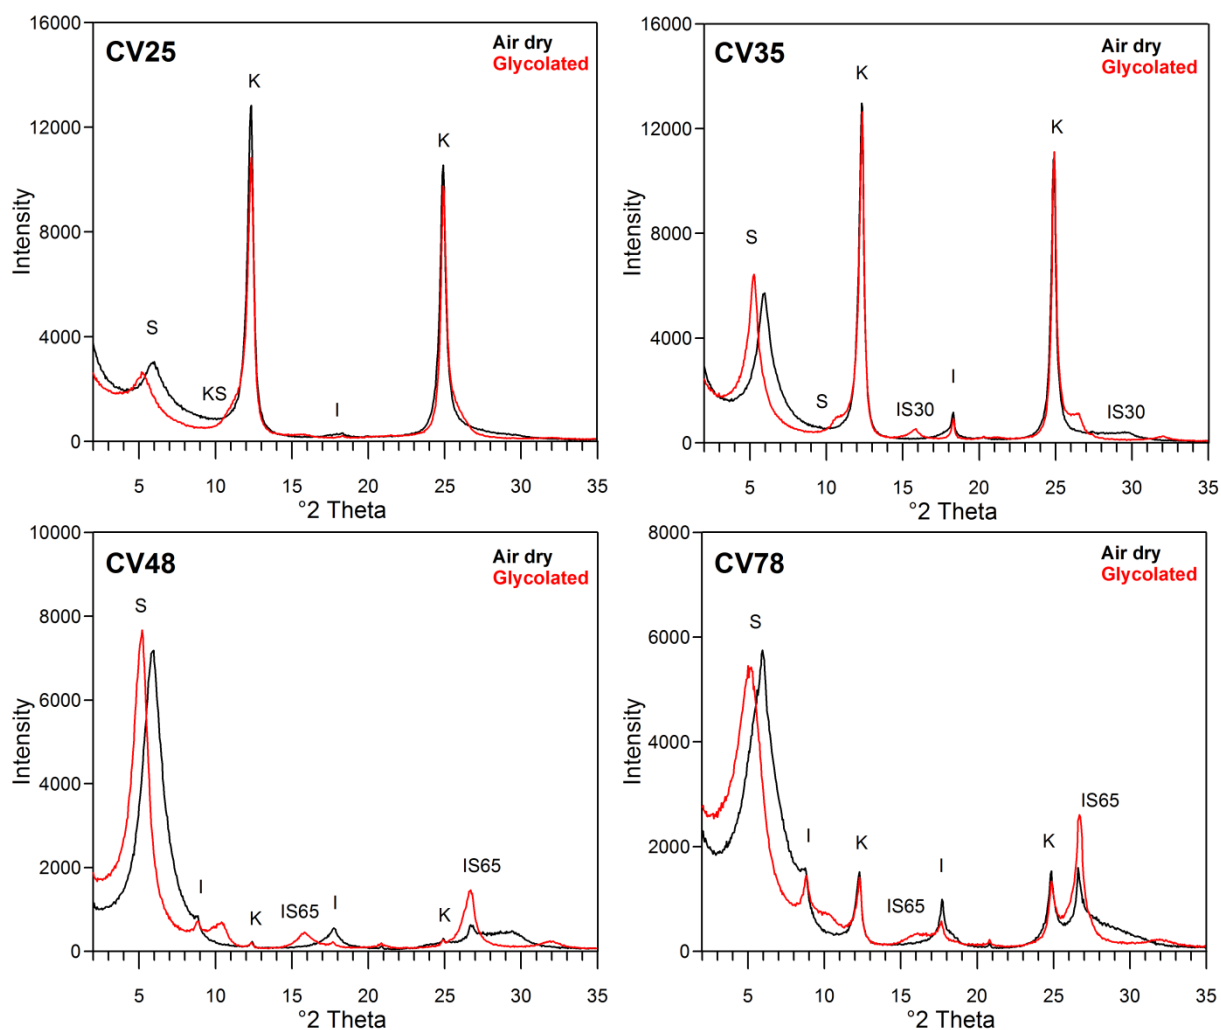 CV25
Air dry
Glycolated
16000
12000
8000
4000
0
Intensity
S
KS
K
I
K
5 10 15 20 25 30 35
°2 Theta
CV35
Air dry
Glycolated
16000
12000
8000
4000
0
Intensity
S
S
K
IS30
I
K
IS30
5 10 15 20 25 30 35
°2 Theta
CV48
Air dry
Glycolated
10000
8000
6000
4000
2000
0
Intensity
S
I
K
IS65
I
K
IS65
5 10 15 20 25 30 35
°2 Theta
CV78
Air dry
Glycolated
8000
6000
4000
2000
0
Intensity
S
I
K
IS65
I
K
IS65
5 10 15 20 25 30 35
°2 Theta